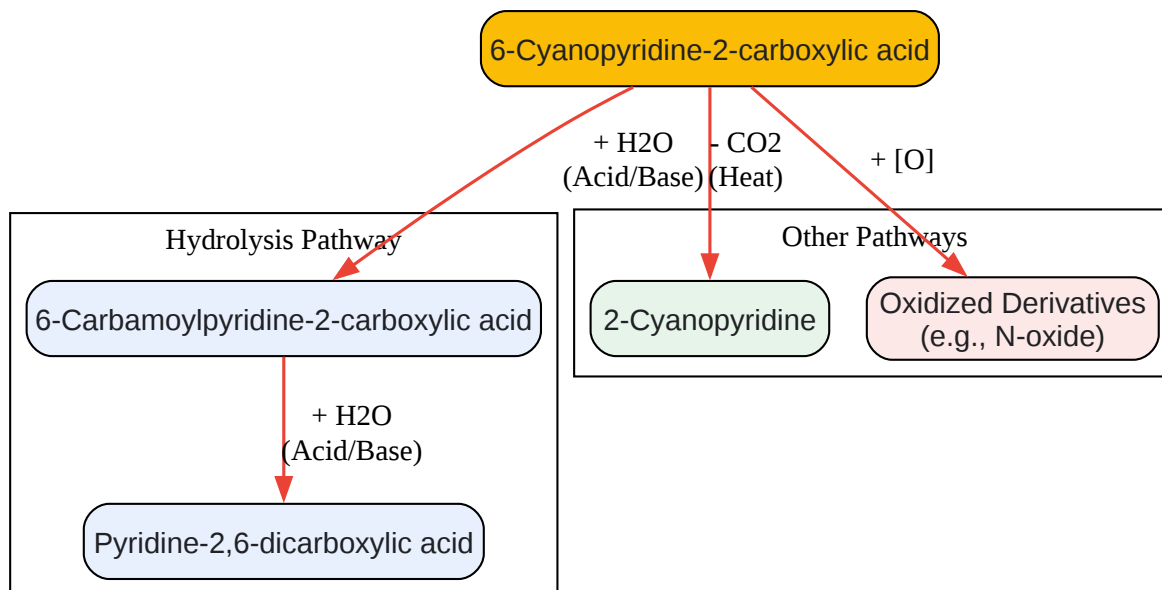 6-Cyanopyridine-2-carboxylic acid
+ H2O
(Acid/Base)
- CO2
(Heat)
+ [O]
Hydrolysis Pathway
Other Pathways
6-Carbamoylpyridine-2-carboxylic acid
2-Cyanopyridine
Oxidized Derivatives
(e.g., N-oxide)
+ H2O
(Acid/Base)
Pyridine-2,6-dicarboxylic acid